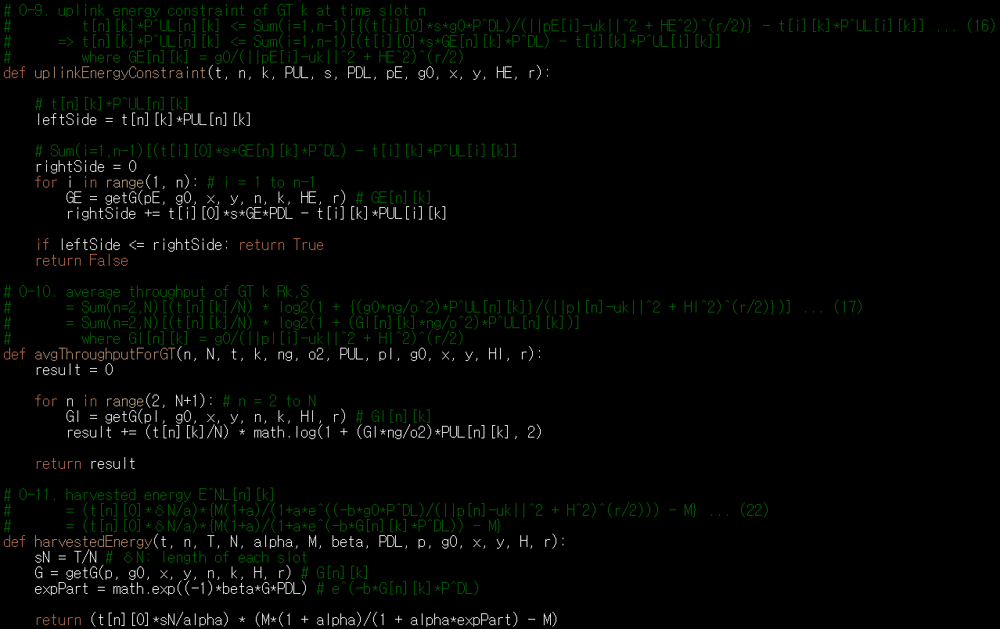 # 0-9. uplink energy constraint of GT k at time slot n
#         t[n][k]*P^UL[n][k] <= Sum(i=1,n-1)[{(t[i][0]*s*g0*P^DL)/(||pE[i]-uk||^2 + HE^2)^(r/2)} - t[i][k]*P^UL[i][k]] ... (16)
#      => t[n][k]*P^UL[n][k] <= Sum(i=1,n-1)[(t[i][0]*s*GE[n][k]*P^DL) - t[i][k]*P^UL[i][k]]
#         where GE[n][k] = g0/(||pE[i]-uk||^2 + HE^2)^(r/2)
def uplinkEnergyConstraint(t, n, k, PUL, s, PDL, pE, g0, x, y, HE, r):
    # t[n][k]*P^UL[n][k]
    leftSide = t[n][k]*PUL[n][k]
    # Sum(i=1,n-1)[(t[i][0]*s*GE[n][k]*P^DL) - t[i][k]*P^UL[i][k]]
    rightSide = 0
    for i in range(1, n): # i = 1 to n-1
        GE = getG(pE, g0, x, y, n, k, HE, r) # GE[n][k]
        rightSide += t[i][0]*s*GE*PDL - t[i][k]*PUL[i][k]
    if leftSide <= rightSide: return True
    return False
# 0-10. average throughput of GT k Rk,S
#       = Sum(n=2,N)[(t[n][k]/N) * log2(1 + {(g0*ng/o^2)*P^UL[n][k]}/(||pI[n]-uk||^2 + HI^2)^(r/2)})] ... (17)
#       = Sum(n=2,N)[(t[n][k]/N) * log2(1 + (GI[n][k]*ng/o^2)*P^UL[n][k])]
#         where GI[n][k] = g0/(||pI[i]-uk||^2 + HI^2)^(r/2)
def avgThroughputForGT(n, N, t, k, ng, o2, PUL, pI, g0, x, y, HI, r):
    result = 0
    for n in range(2, N+1): # n = 2 to N
        GI = getG(pI, g0, x, y, n, k, HI, r) # GI[n][k]
        result += (t[n][k]/N) * math.log(1 + (GI*ng/o2)*PUL[n][k], 2)
    return result
# 0-11. harvested energy E^NL[n][k]
#       = (t[n][0]*δN/a)*{M(1+a)/(1+a*e^((-b*g0*P^DL)/(||p[n]-uk||^2 + H^2)^(r/2))) - M} ... (22)
#       = (t[n][0]*δN/a)*{M(1+a)/(1+a*e^(-b*G[n][k]*P^DL)) - M}
def harvestedEnergy(t, n, T, N, alpha, M, beta, PDL, p, g0, x, y, H, r):
    sN = T/N # δN: length of each slot
    G = getG(p, g0, x, y, n, k, H, r) # G[n][k]
    expPart = math.exp((-1)*beta*G*PDL) # e^(-b*G[n][k]*P^DL)
    return (t[n][0]*sN/alpha) * (M*(1 + alpha)/(1 + alpha*expPart) - M)